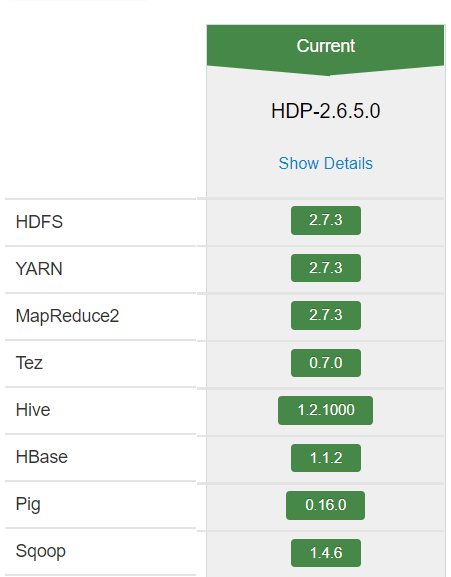 Current
HDP-2.6.5.0
Show Details
HDFS 2.7.3
YARN 2.7.3
MapReduce2 2.7.3
Tez 0.7.0
Hive 1.2.1000
HBase 1.1.2
Pig 0.16.0
Sqoop 1.4.6